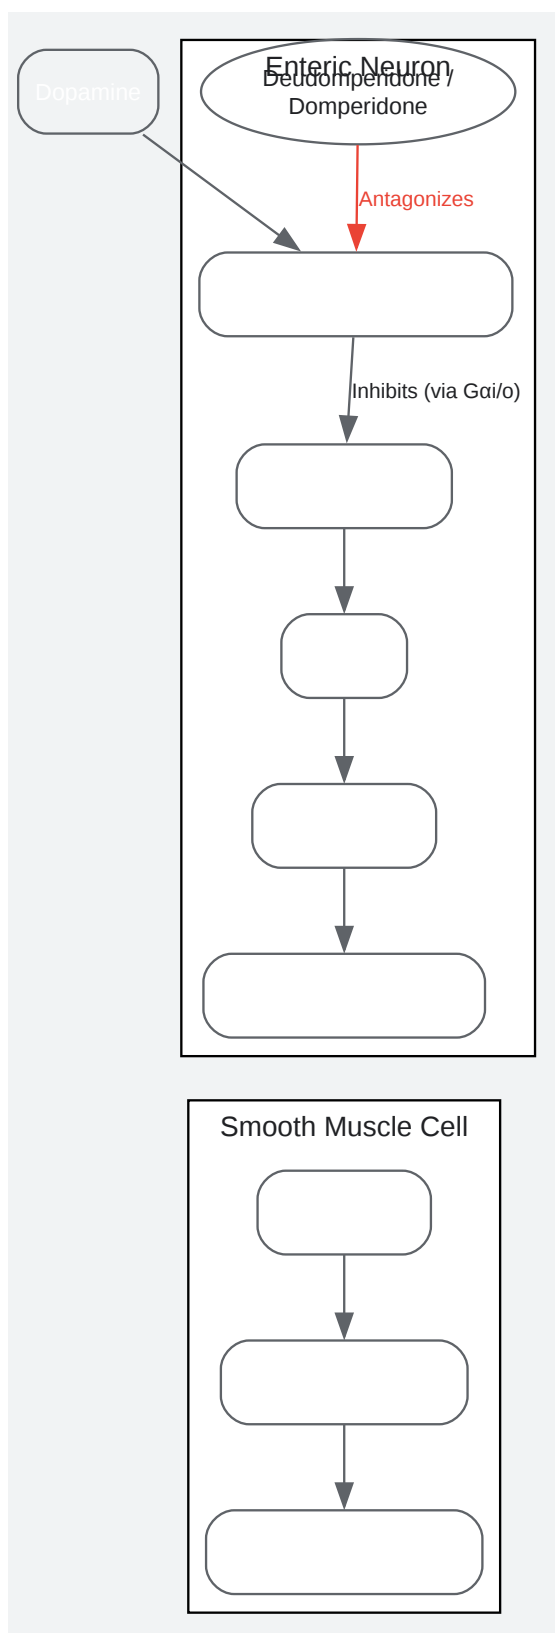 Enteric Neuron
Dopamine
Deudomperidone /
Domperidone
Antagonizes
Inhibits (via Gαi/o)
Smooth Muscle Cell